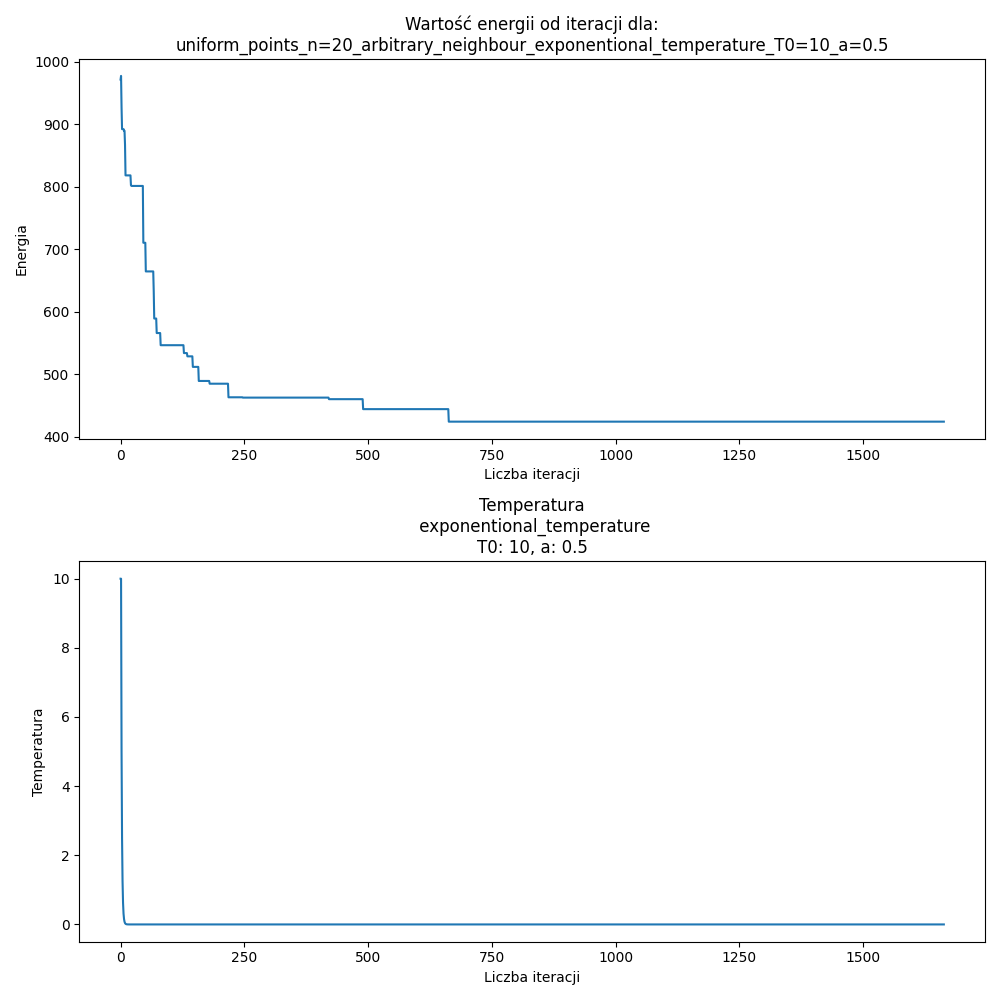 Wartość energii od iteracji dla:
uniform_points_n=20_arbitrary_neighbour_exponentional_temperature_T0=10_a=0.5
1000
900
800
700
600
500
400
Energia
0 250 500 750 1000 1250 1500
Liczba iteracji
Temperatura
exponentional_temperature
T0: 10, a: 0.5
10
8
6
4
2
0
Temperatura
0 250 500 750 1000 1250 1500
Liczba iteracji